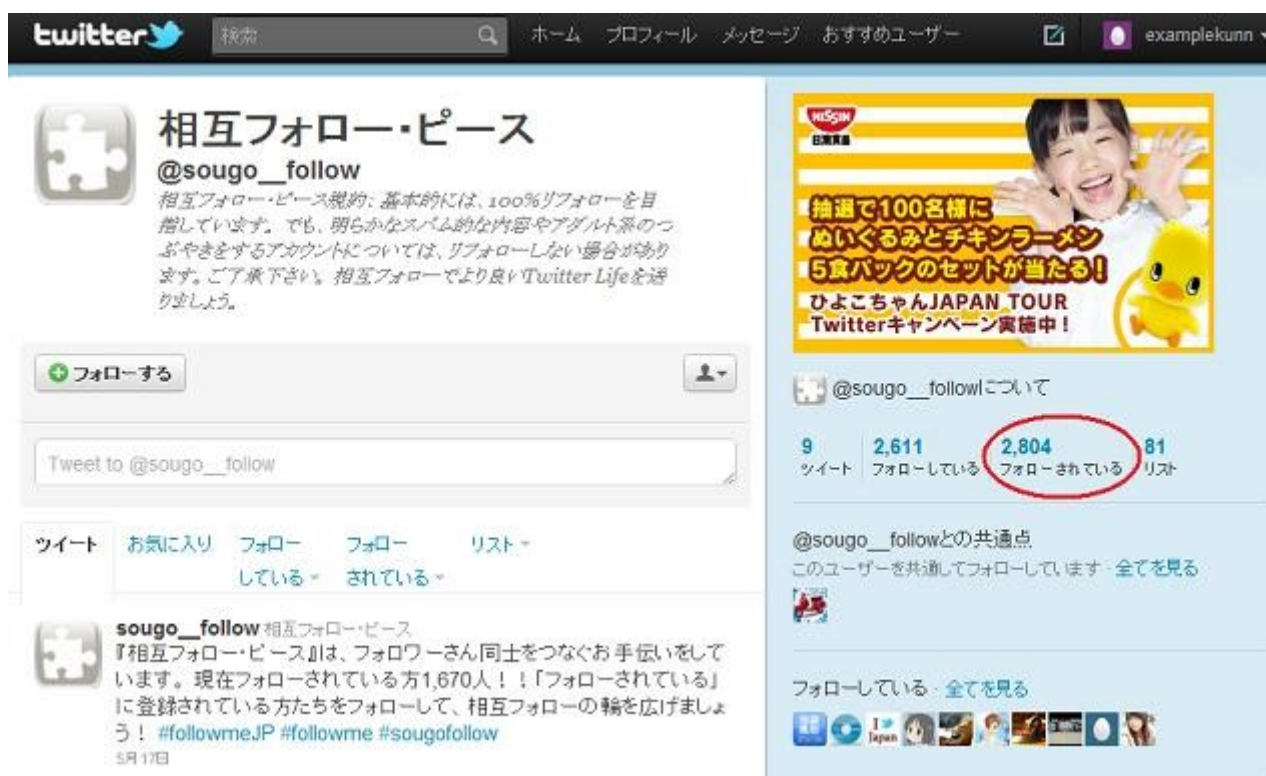 twitter
検索
ホーム プロフィール メッセージ おすすめユーザー
examplekunn
相互フォロー・ピース
@sougo__follow
相互フォロー・ピース規約: 基本的には、100%リフォローを目
指しています。でも、明らかなスパム的な内容やアダルト系のつ
ぶやきをするアカウントについては、リフォローしない場合があり
ます。ご了承下さい。相互フォローでより良いTwitter Lifeを送
りましょう。
フォローする
Tweet to @sougo__follow
ツイート お気に入り フォロー
している フォロー
されている リスト
sougo__follow 相互フォロー・ピース
『相互フォロー・ピース』は、フォロワーさん同士をつなぐお手伝いをして
います。現在フォローされている方1,670人！！「フォローされている」
に登録されている方たちをフォローして、相互フォローの輪を広げましょ
う！ #followmeJP #followme #sougofollow
5月17日
NISSIN
日清食品
抽選で100名様に
ぬいぐるみとチキンラーメン
5食パックのセットが当たる！
ひよこちゃんJAPAN TOUR
Twitterキャンペーン実施中！
@sougo__followについて
9 2,611 2,804 81
ツイート フォローしている フォローされている リスト
@sougo__followとの共通点
このユーザーを共通してフォローしています · 全てを見る
フォローしている · 全てを見る
I
Japan